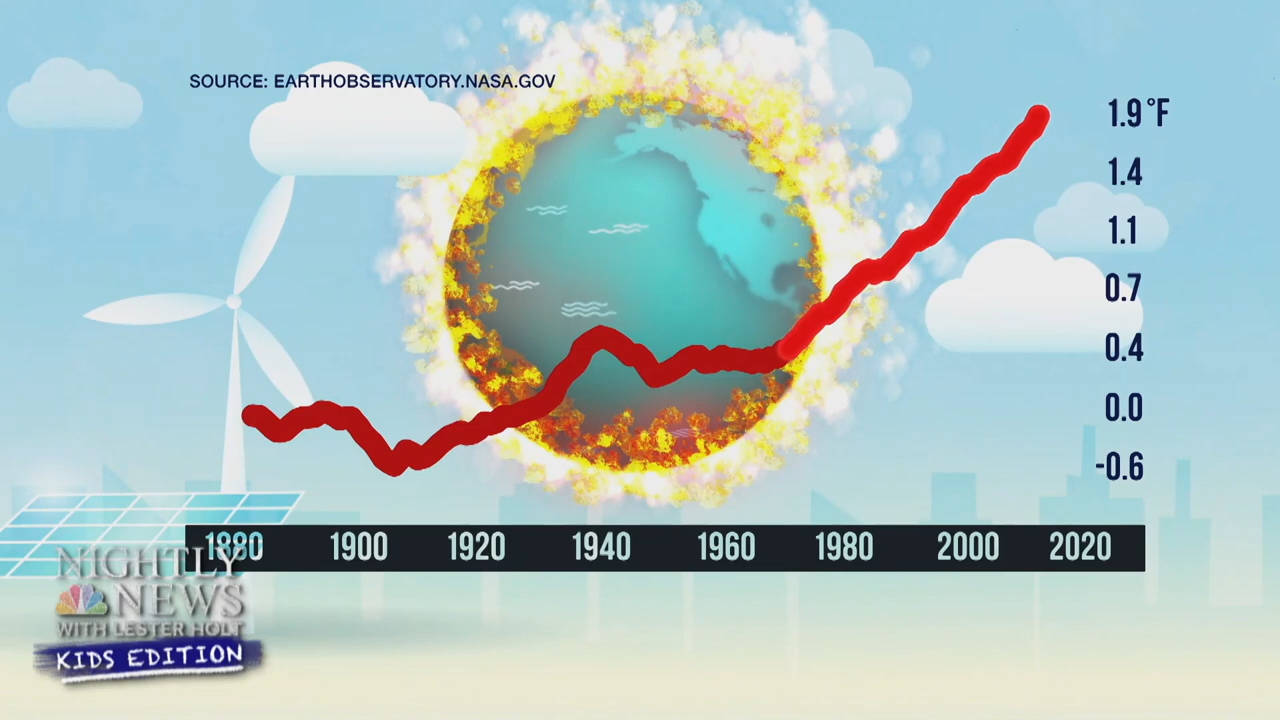 SOURCE: EARTHOBSERVATORY.NASA.GOV
1.9°F
1.4
1.1
0.7
0.4
0.0
-0.6
1880 1900 1920 1940 1960 1980 2000 2020
NIGHTLY
NEWS
WITH LESTER HOLT
KIDS EDITION